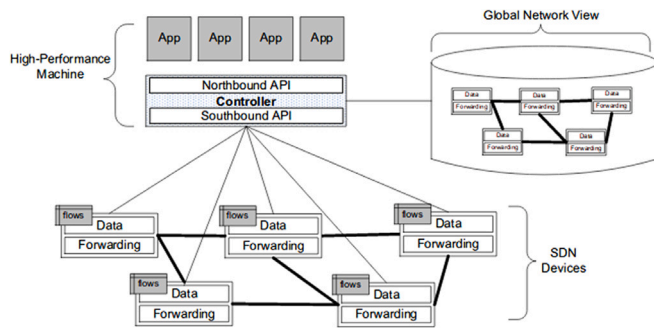 Global Network View
App App App App
High-Performance
Machine
Northbound API
Controller
Southbound API
Data
Forwarding
Data
Forwarding
Data
Forwarding
Data
Forwarding
Data
Forwarding
flows
Data
Forwarding
flows
Data
Forwarding
flows
Data
Forwarding
SDN
Devices
flows
Data
Forwarding
flows
Data
Forwarding